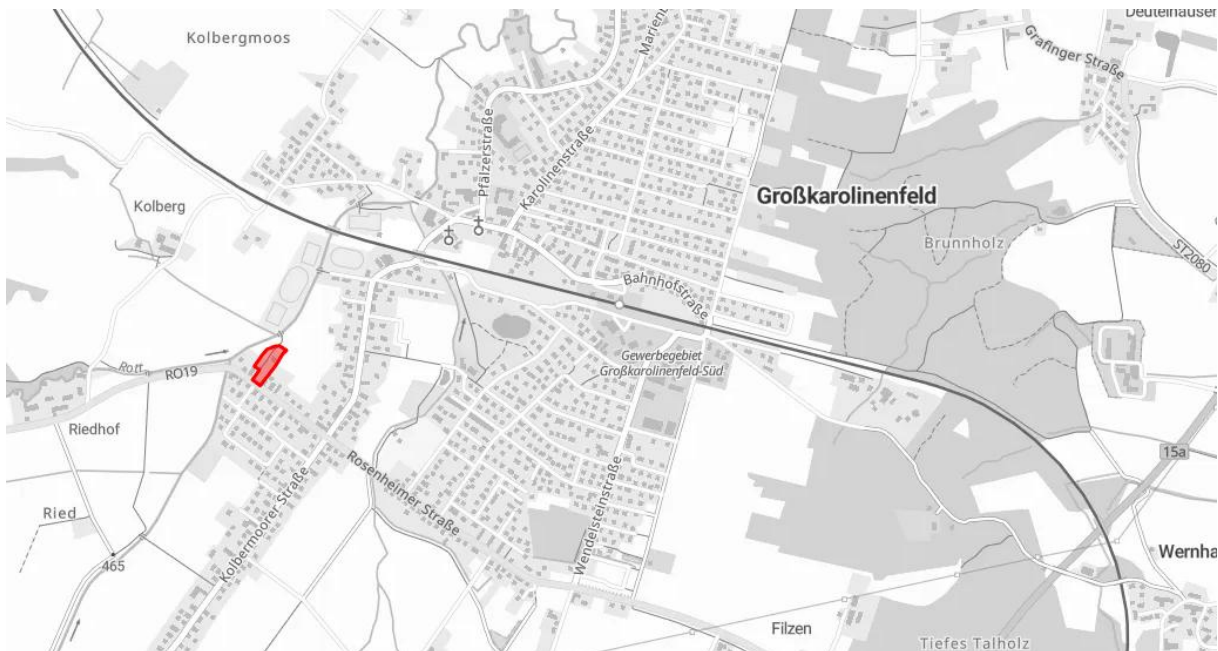 Deutelhausen
Kolbergmoos
Grafinger Straße
Pfälzerstraße
Karolinenstraße
Großkarolinenfeld
Kolberg
Brunnholz
ST2080
Bahnhofstraße
Gewerbegebiet
Großkarolinenfeld-Süd
Rott
RO19
Riedhof
15a
Rosenheimer Straße
Wendelsteinstraße
Kolbermoorer Straße
Ried
465
Wernha
Filzen
Tiefes Talholz